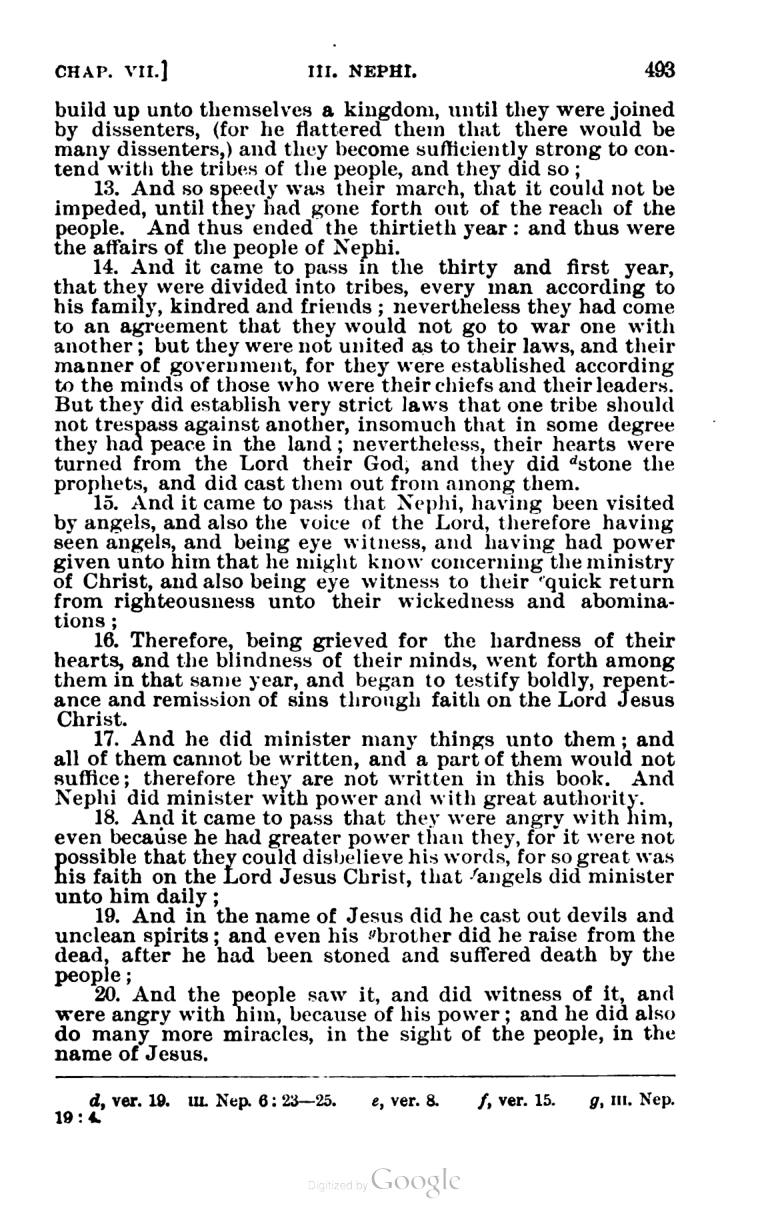 CHAP. VII.] III. NEPHI. 493
build up unto themselves a kingdom, until they were joined
by dissenters, (for he flattered them that there would be
many dissenters,) and they become sufficiently strong to con-
tend with the tribes of the people, and they did so ;
13. And so speedy was their march, that it could not be
impeded, until they had gone forth out of the reach of the
people. And thus ended the thirtieth year : and thus were
the affairs of the people of Nephi.
14. And it came to pass in the thirty and first year,
that they were divided into tribes, every man according to
his family, kindred and friends ; nevertheless they had come
to an agreement that they would not go to war one with
another ; but they were not united as to their laws, and their
manner of government, for they were established according
to the minds of those who were their chiefs and their leaders.
But they did establish very strict laws that one tribe should
not trespass against another, insomuch that in some degree
they had peace in the land ; nevertheless, their hearts were
turned from the Lord their God, and they did dstone the
prophets, and did cast them out from among them.
15. And it came to pass that Nephi, having been visited
by angels, and also the voice of the Lord, therefore having
seen angels, and being eye witness, and having had power
given unto him that he might know concerning the ministry
of Christ, and also being eye witness to their equick return
from righteousness unto their wickedness and abomina-
tions ;
16. Therefore, being grieved for the hardness of their
hearts, and the blindness of their minds, went forth among
them in that same year, and began to testify boldly, repent-
ance and remission of sins through faith on the Lord Jesus
Christ.
17. And he did minister many things unto them ; and
all of them cannot be written, and a part of them would not
suffice ; therefore they are not written in this book. And
Nephi did minister with power and with great authority.
18. And it came to pass that they were angry with him,
even because he had greater power than they, for it were not
possible that they could disbelieve his words, for so great was
his faith on the Lord Jesus Christ, that fangels did minister
unto him daily ;
19. And in the name of Jesus did he cast out devils and
unclean spirits ; and even his gbrother did he raise from the
dead, after he had been stoned and suffered death by the
people ;
20. And the people saw it, and did witness of it, and
were angry with him, because of his power ; and he did also
do many more miracles, in the sight of the people, in the
name of Jesus.
d, ver. 19. III. Nep. 6 : 23—25. e, ver. 8. f, ver. 15. g, III. Nep.
19 : 4.
Digitized by Google